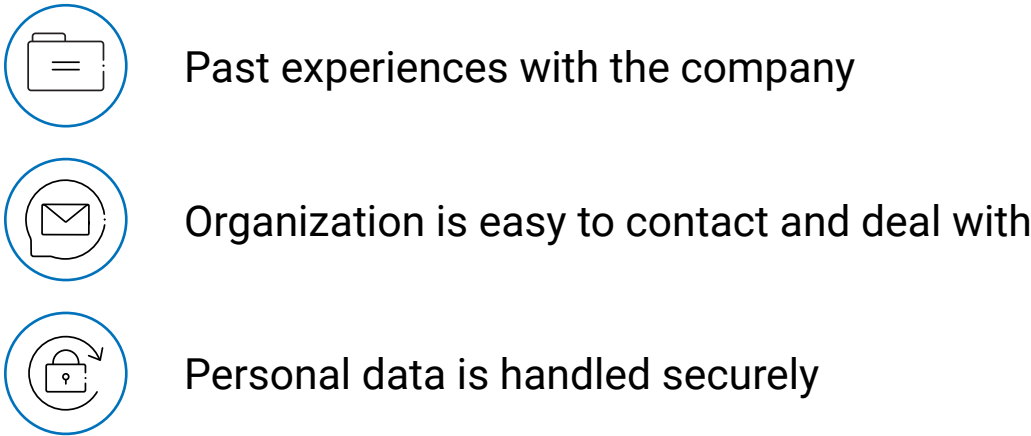 Past experiences with the company
Organization is easy to contact and deal with
Personal data is handled securely